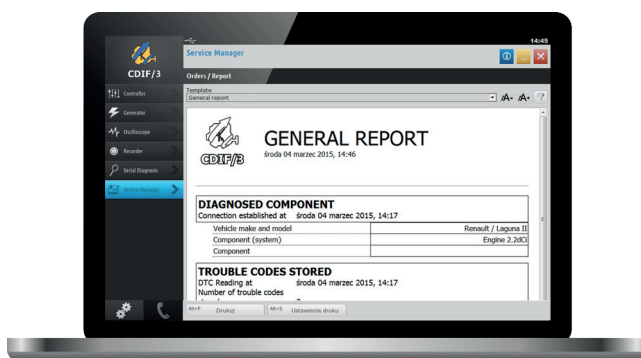 14:45
Service Manager
CDIF/3
Orders / Report
Template
General report
A- A+
Controller
Generator
Oscilloscope
Recorder
Serial Diagnosis
Service Manager
CDIF/3
GENERAL REPORT
środa 04 marzec 2015, 14:46
DIAGNOSED COMPONENT
Connection established at środa 04 marzec 2015, 14:17
Vehicle make and model Renault / Laguna II
Component (system) Engine 2.2dCi
Component
TROUBLE CODES STORED
DTC Reading at środa 04 marzec 2015, 14:17
Number of trouble codes
Alt+P Drukuj Alt+S Ustawienia druku